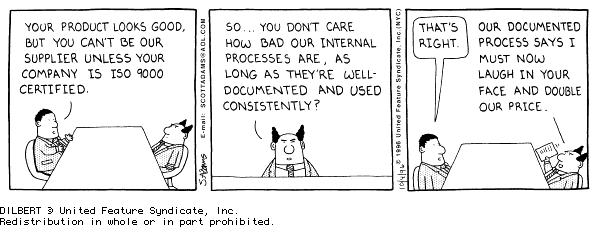 YOUR PRODUCT LOOKS GOOD,
BUT YOU CAN'T BE OUR
SUPPLIER UNLESS YOUR
COMPANY IS ISO 9000
CERTIFIED.
S.Adams
E-mail: SCOTTADAMS@AOL.COM
SO... YOU DON'T CARE
HOW BAD OUR INTERNAL
PROCESSES ARE, AS
LONG AS THEY'RE WELL-
DOCUMENTED AND USED
CONSISTENTLY?
10/4/96 © 1996 United Feature Syndicate, Inc.(NYC)
THAT'S
RIGHT.
OUR DOCUMENTED
PROCESS SAYS I
MUST NOW
LAUGH IN YOUR
FACE AND DOUBLE
OUR PRICE.
DILBERT © United Feature Syndicate, Inc.
Redistribution in whole or in part prohibited.